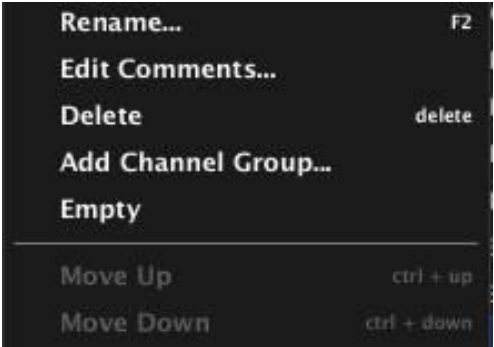 Rename... F2
Edit Comments...
Delete delete
Add Channel Group...
Empty
Move Up ctrl + up
Move Down ctrl + down